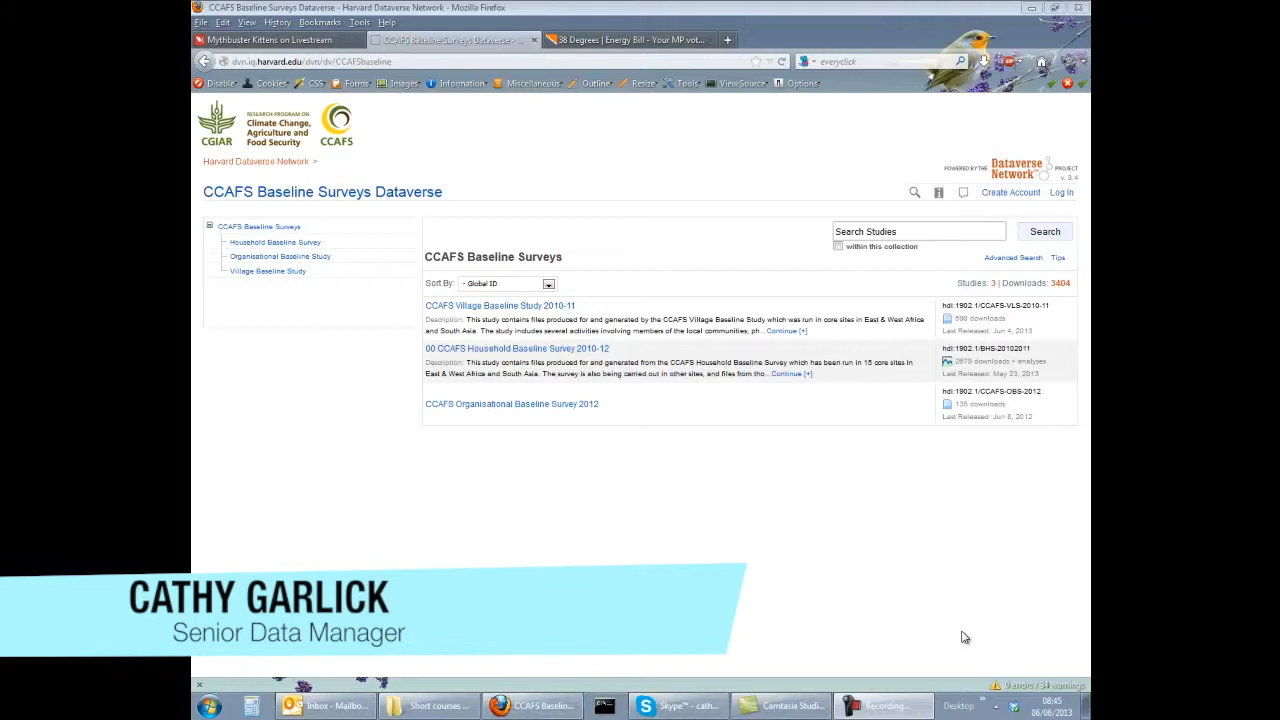 CCAFS Baseline Surveys Dataverse - Harvard Dataverse Network - Mozilla Firefox
File Edit View History Bookmarks Tools Help
Mythbuster Kittens on Livestream
CCAFS Baseline Surveys Dataverse - ...
38 Degrees | Energy Bill - Your MP vot...
dvn.iq.harvard.edu/dvn/dv/CCAFSbaseline
everyclick
Disable Cookies CSS Forms Images Information Miscellaneous Outline Resize Tools View Source Options
CGIAR
RESEARCH PROGRAM ON
Climate Change,
Agriculture and
Food Security
CCAFS
Harvard Dataverse Network >
POWERED BY THE Dataverse Network PROJECT
v. 3.4
CCAFS Baseline Surveys Dataverse
Create Account Log In
CCAFS Baseline Surveys
Household Baseline Survey
Organisational Baseline Study
Village Baseline Study
Search Studies
Search
within this collection
CCAFS Baseline Surveys
Advanced Search Tips
Sort By: - Global ID
Studies: 3 | Downloads: 3404
CCAFS Village Baseline Study 2010-11
Description: This study contains files produced for and generated by the CCAFS Village Baseline Study which was run in core sites in East & West Africa
and South Asia. The study includes several activities involving members of the local communities, ph...Continue [+]
hdl:1902.1/CCAFS-VLS-2010-11
590 downloads
Last Released: Jun 4, 2013
00 CCAFS Household Baseline Survey 2010-12
Description: This study contains files produced for and generated from the CCAFS Household Baseline Survey which has been run in 15 core sites in
East & West Africa and South Asia. The survey is also being carried out in other sites, and files from tho...Continue [+]
hdl:1902.1/BHS-20102011
2679 downloads + analyses
Last Released: May 23, 2013
CCAFS Organisational Baseline Survey 2012
hdl:1902.1/CCAFS-OBS-2012
135 downloads
Last Released: Jun 8, 2012
CATHY GARLICK
Senior Data Manager
0 errors / 34 warnings
Inbox - Mailbo...
Short courses ...
CCAFS Baselin...
Skype™ - cath...
Camtasia Studi...
Recording...
Desktop
08:45
06/06/2013